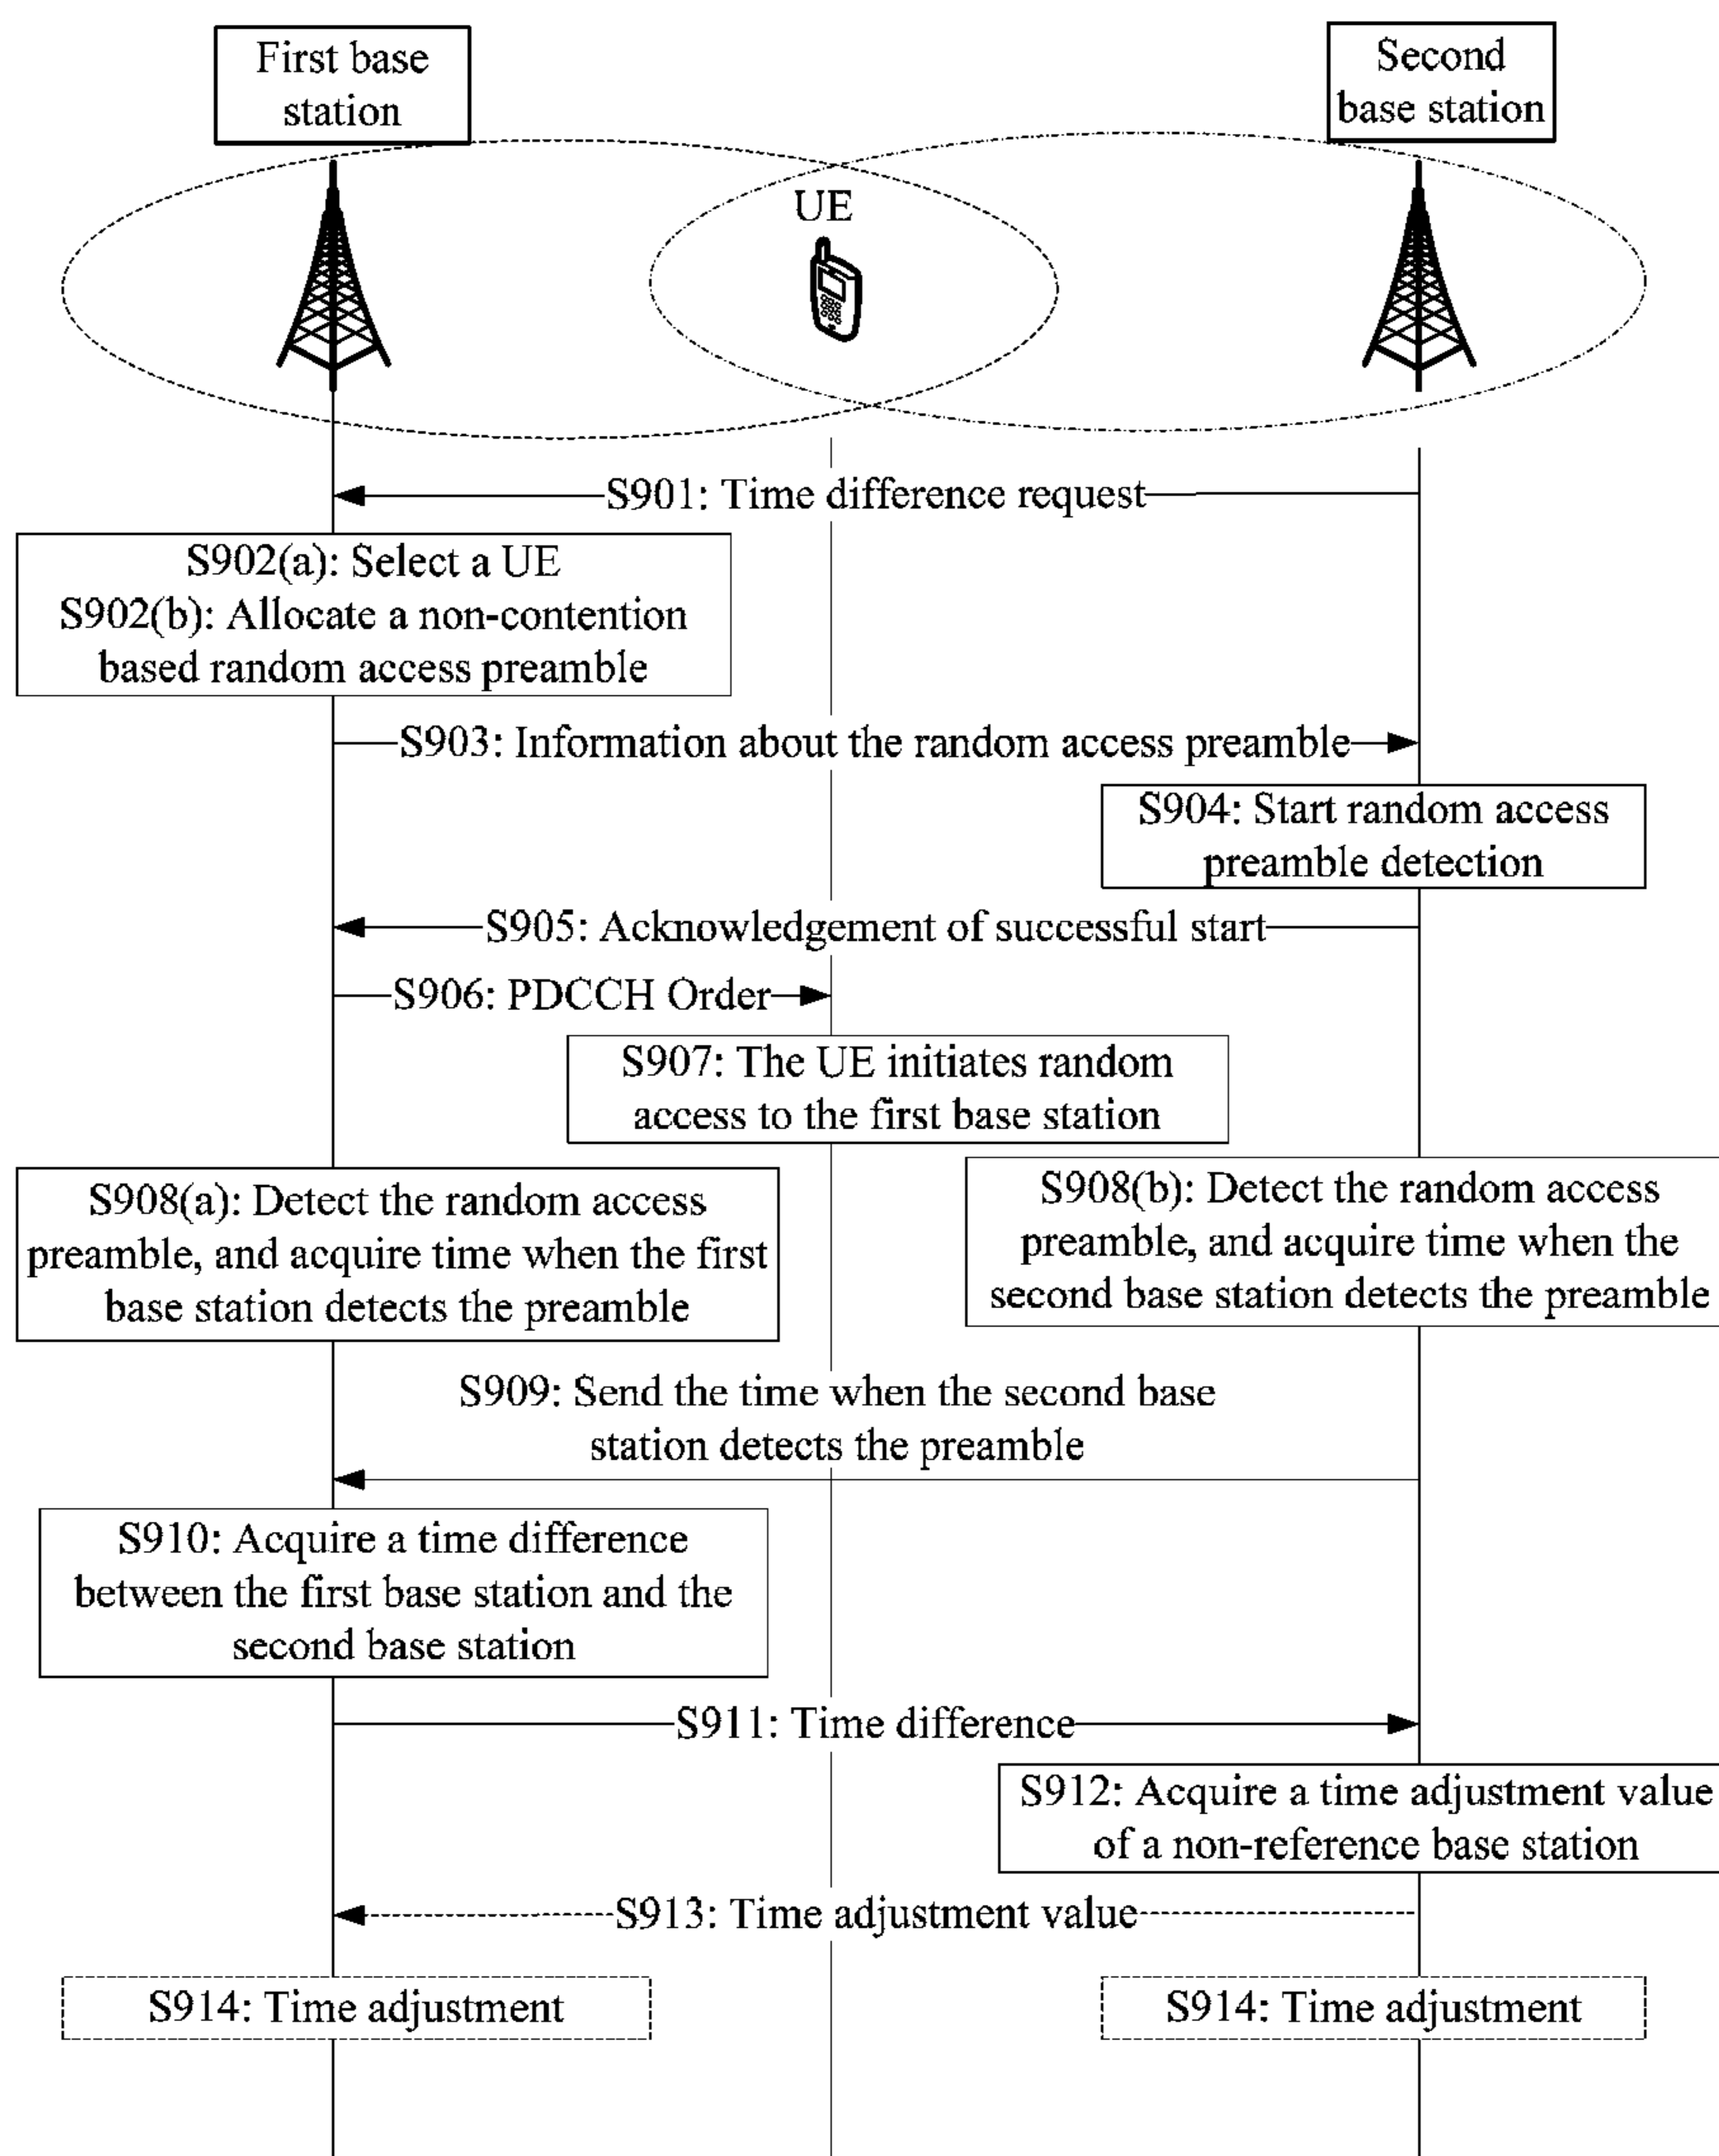 First base
station
Second
base station
UE
S901: Time difference request
S902(a): Select a UE
S902(b): Allocate a non-contention
based random access preamble
S903: Information about the random access preamble
S904: Start random access
preamble detection
S905: Acknowledgement of successful start
S906: PDCCH Order
S907: The UE initiates random
access to the first base station
S908(a): Detect the random access
preamble, and acquire time when the first
base station detects the preamble
S908(b): Detect the random access
preamble, and acquire time when the
second base station detects the preamble
S909: Send the time when the second base
station detects the preamble
S910: Acquire a time difference
between the first base station and the
second base station
S911: Time difference
S912: Acquire a time adjustment value
of a non-reference base station
S913: Time adjustment value
S914: Time adjustment
S914: Time adjustment